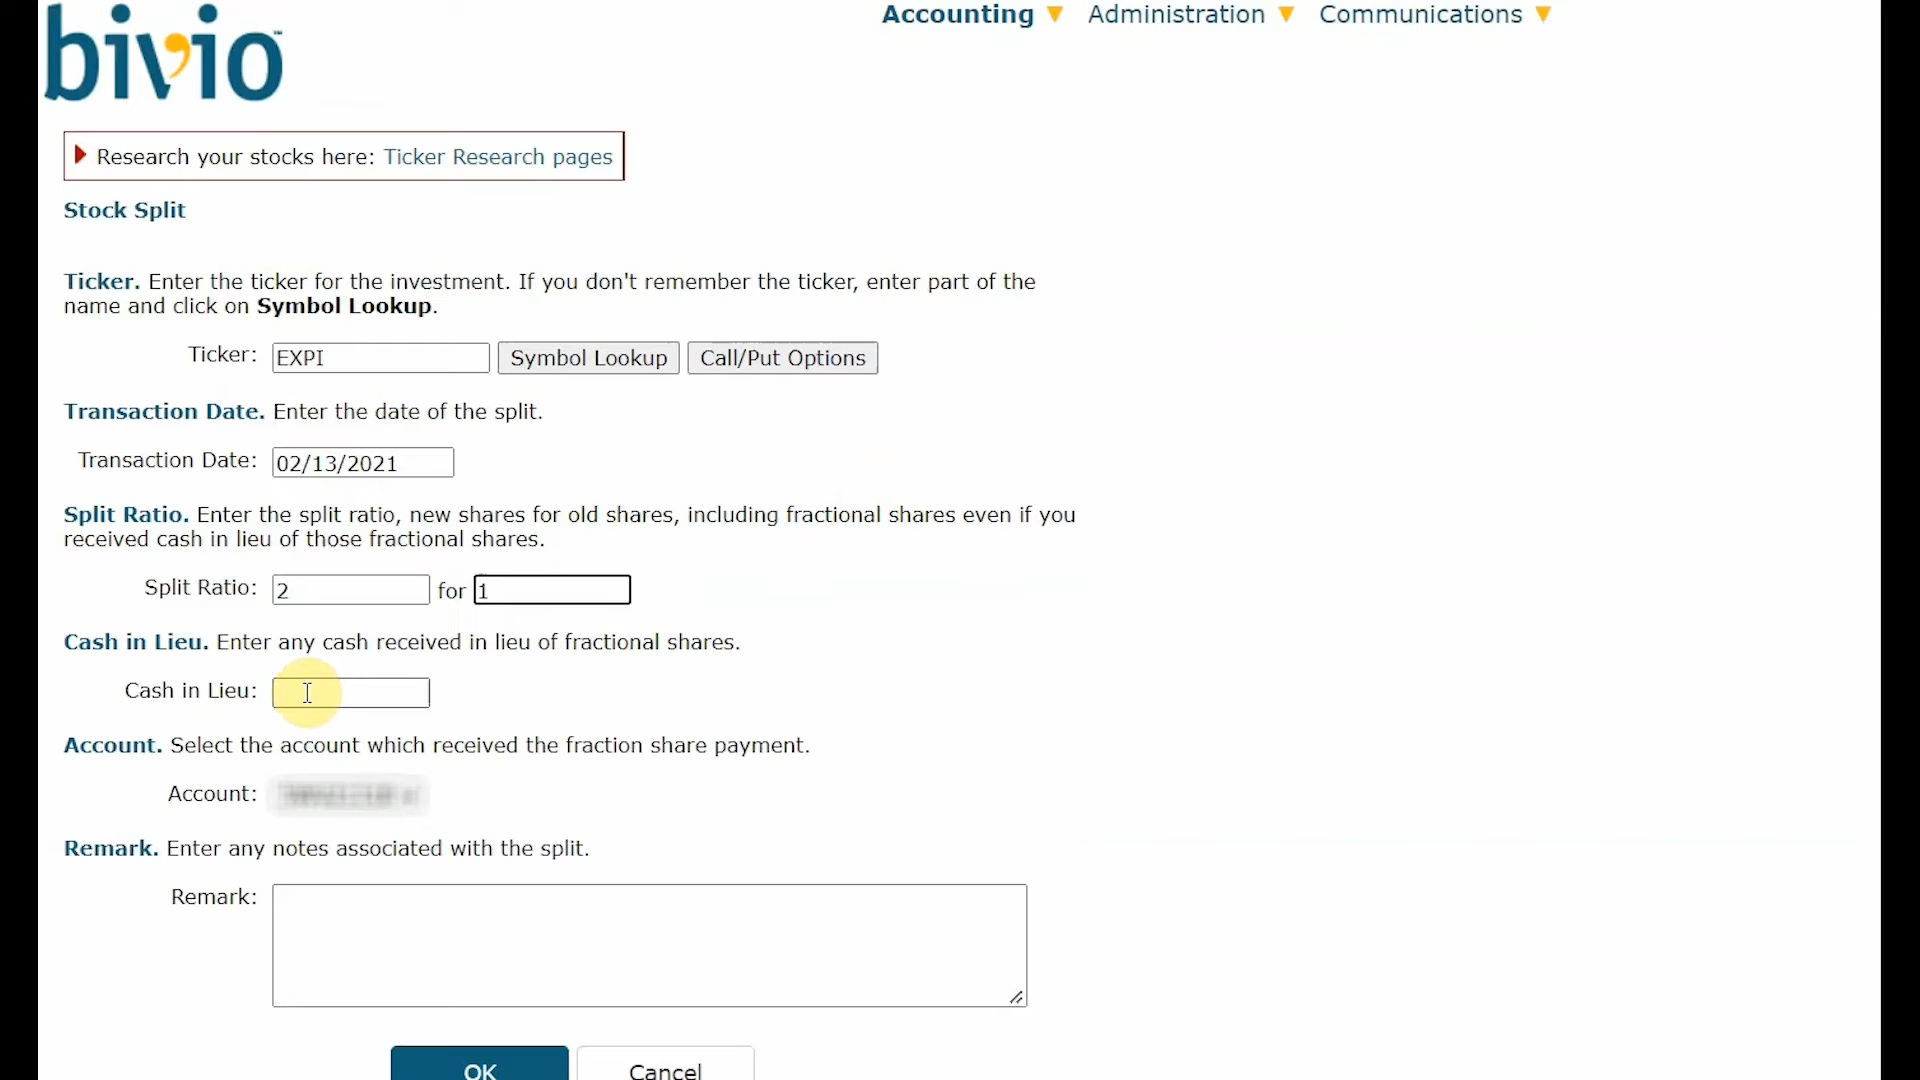 bivio™
Accounting ▼ Administration ▼ Communications ▼
Research your stocks here: Ticker Research pages
Stock Split
Ticker. Enter the ticker for the investment. If you don't remember the ticker, enter part of the
name and click on Symbol Lookup.
Ticker: EXPI Symbol Lookup Call/Put Options
Transaction Date. Enter the date of the split.
Transaction Date: 02/13/2021
Split Ratio. Enter the split ratio, new shares for old shares, including fractional shares even if you
received cash in lieu of those fractional shares.
Split Ratio: 2 for 1
Cash in Lieu. Enter any cash received in lieu of fractional shares.
Cash in Lieu:
Account. Select the account which received the fraction share payment.
Account:
Remark. Enter any notes associated with the split.
Remark:
OK Cancel